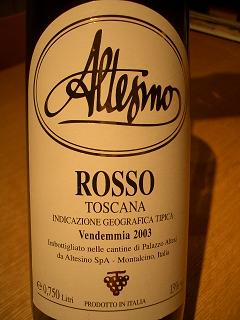 Altesino
ROSSO
TOSCANA
INDICAZIONE GEOGRAFICA TIPICA
Vendemmia 2003
Imbottigliato nelle cantine di Palazzo Altesi
da Altesino SpA - Montalcino, Italia
e 0,750 Litri
13%
PRODOTTO IN ITALIA